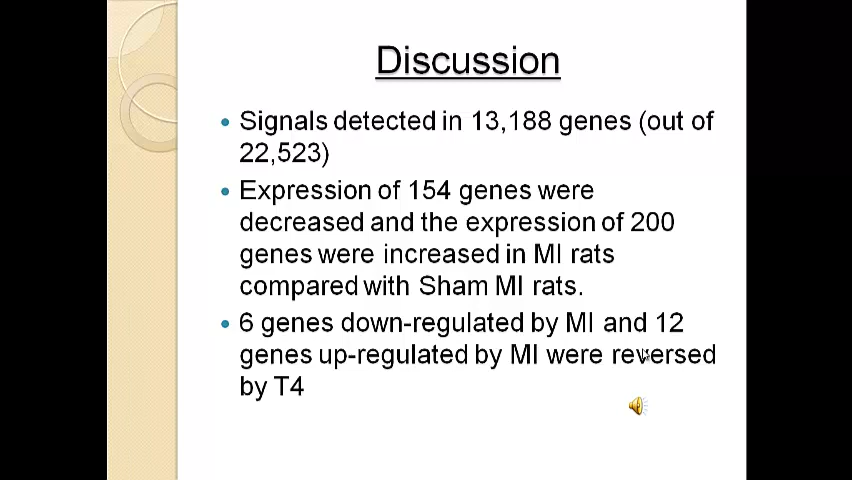 Discussion
Signals detected in 13,188 genes (out of
22,523)
Expression of 154 genes were
decreased and the expression of 200
genes were increased in MI rats
compared with Sham MI rats.
6 genes down-regulated by MI and 12
genes up-regulated by MI were reversed
by T4